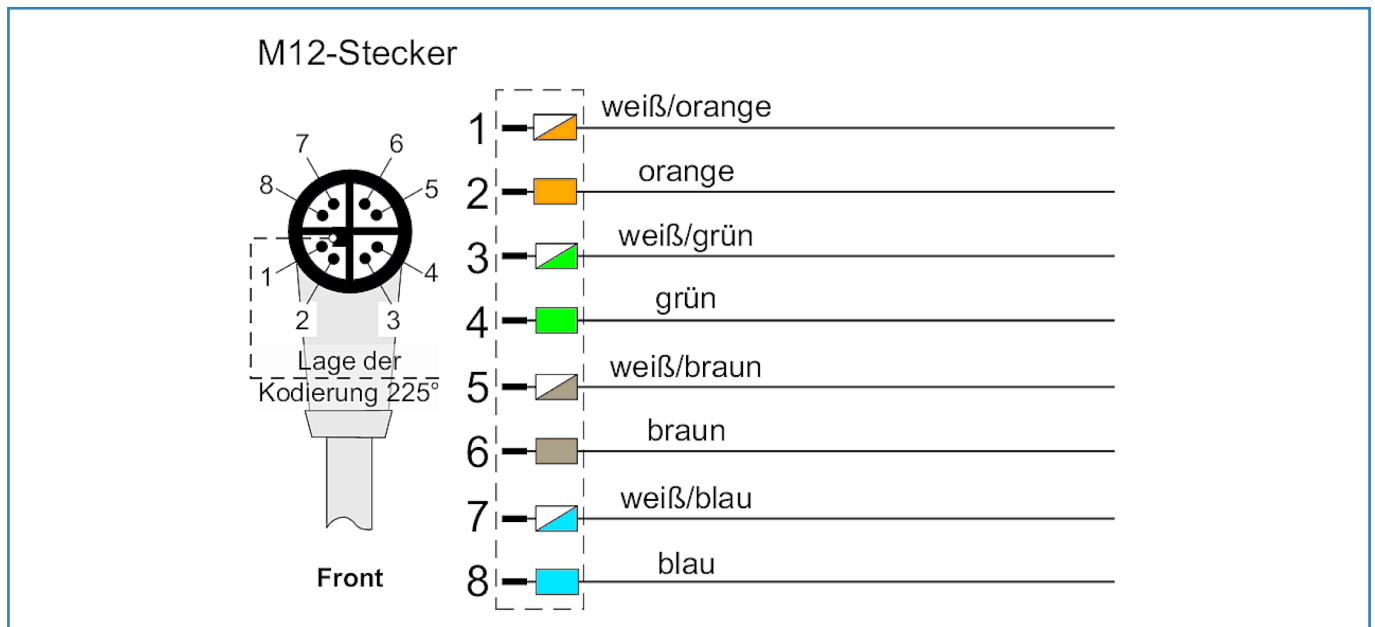 M12-Stecker
7
6
8
5
1
4
2
3
Lage der
Kodierung 225°
Front
1 weiß/orange
2 orange
3 weiß/grün
4 grün
5 weiß/braun
6 braun
7 weiß/blau
8 blau